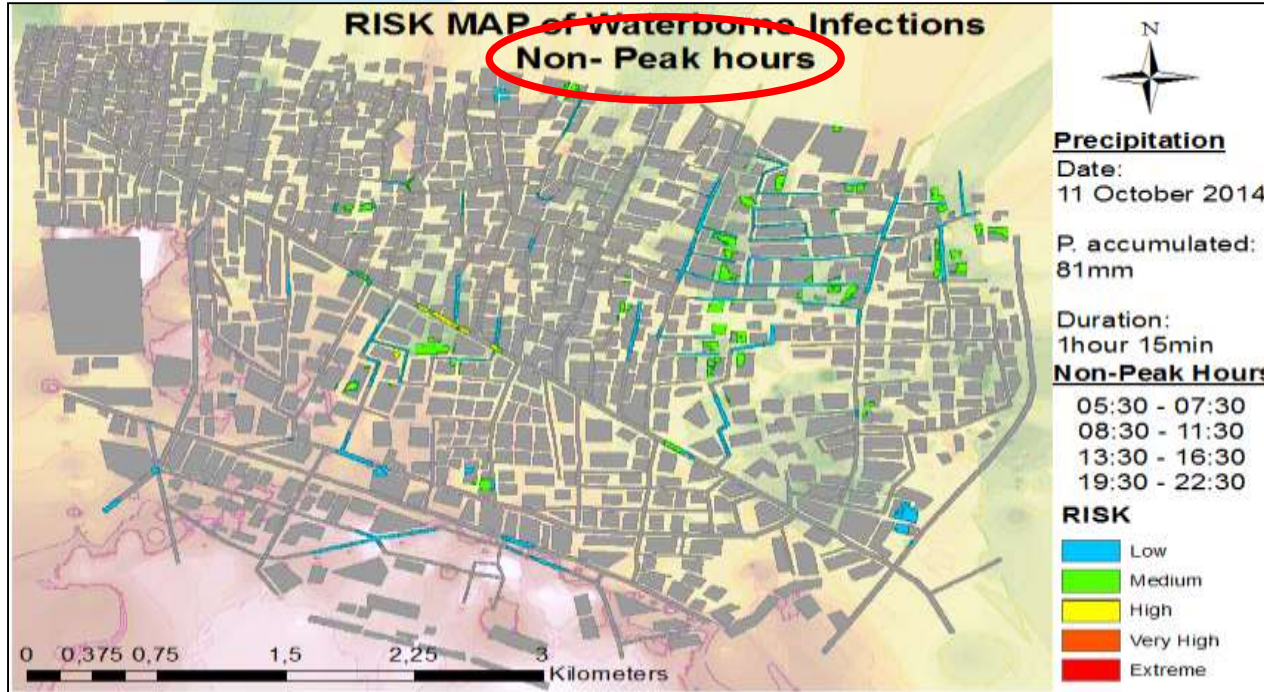 RISK MAP of Waterborne Infections
Non- Peak hours
N
Precipitation
Date:
11 October 2014
P. accumulated:
81mm
Duration:
1hour 15min
Non-Peak Hours
05:30 - 07:30
08:30 - 11:30
13:30 - 16:30
19:30 - 22:30
RISK
Low
Medium
High
Very High
Extreme
0 0,375 0,75 1,5 2,25 3
Kilometers